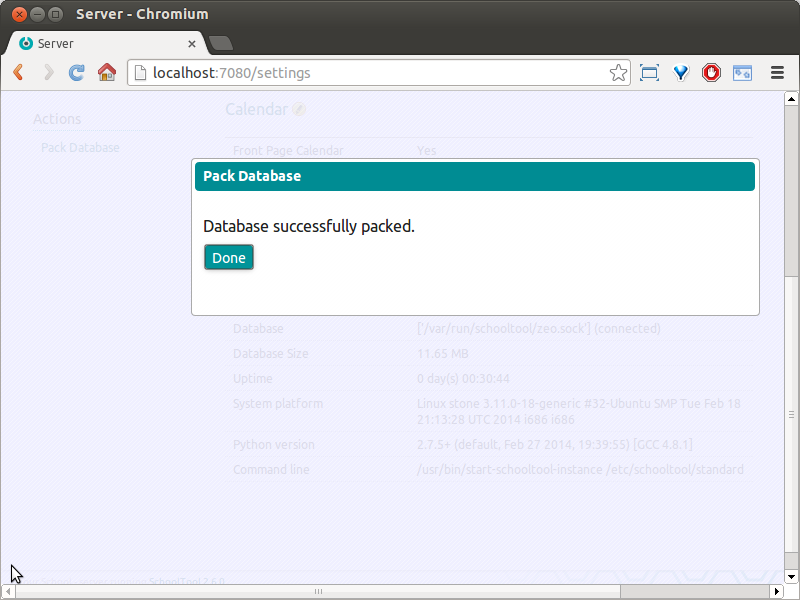 Server - Chromium
Server
localhost:7080/settings
Actions
Pack Database
Calendar
Front Page Calendar Yes
Pack Database
Database successfully packed.
Done
Database ['/var/run/schooltool/zeo.sock'] (connected)
Database Size 11.65 MB
Uptime 0 day(s) 00:30:44
System platform Linux stone 3.11.0-18-generic #32-Ubuntu SMP Tue Feb 18
21:13:28 UTC 2014 i686 i686
Python version 2.7.5+ (default, Feb 27 2014, 19:39:55) [GCC 4.8.1]
Command line /usr/bin/start-schooltool-instance /etc/schooltool/standard
SchoolTool 2.6.0